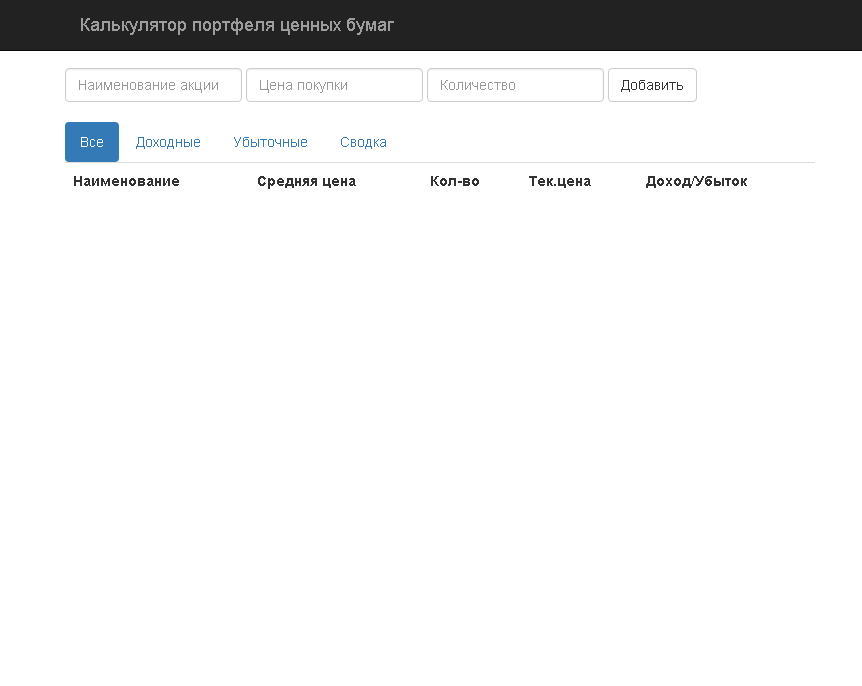 Калькулятор портфеля ценных бумаг
Наименование акции Цена покупки Количество Добавить
Все Доходные Убыточные Сводка
Наименование Средняя цена Кол-во Тек.цена Доход/Убыток